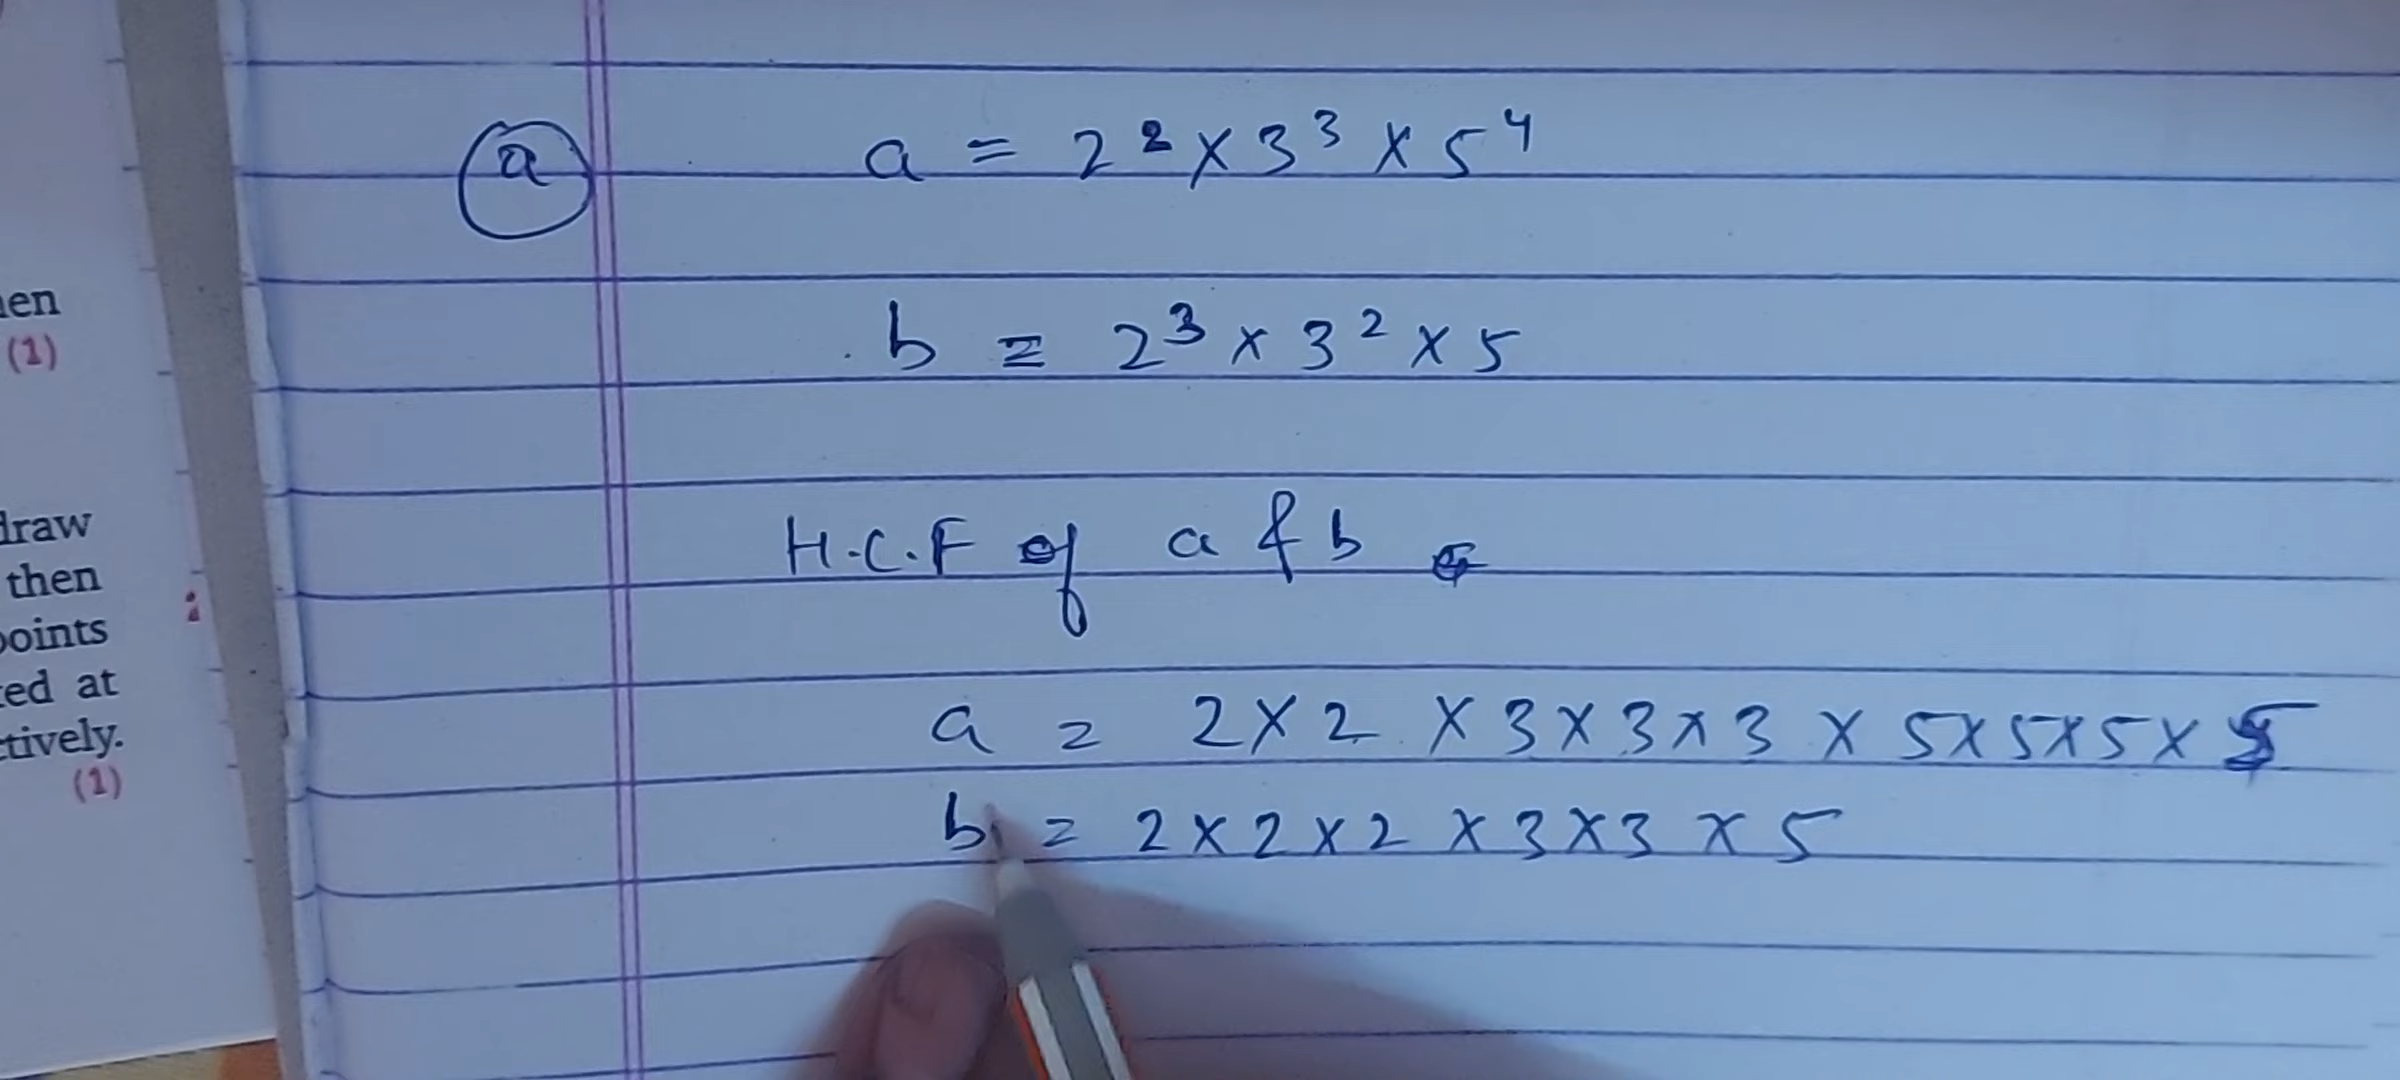 hen
(1)
draw
then
points
ed at
tively.
(1)
a
a = 2² × 3³ × 5⁴
b = 2³ × 3² × 5
H.C.F of a & b
a = 2 × 2 × 3 × 3 × 3 × 5 × 5 × 5 × 5
b = 2 × 2 × 2 × 3 × 3 × 5